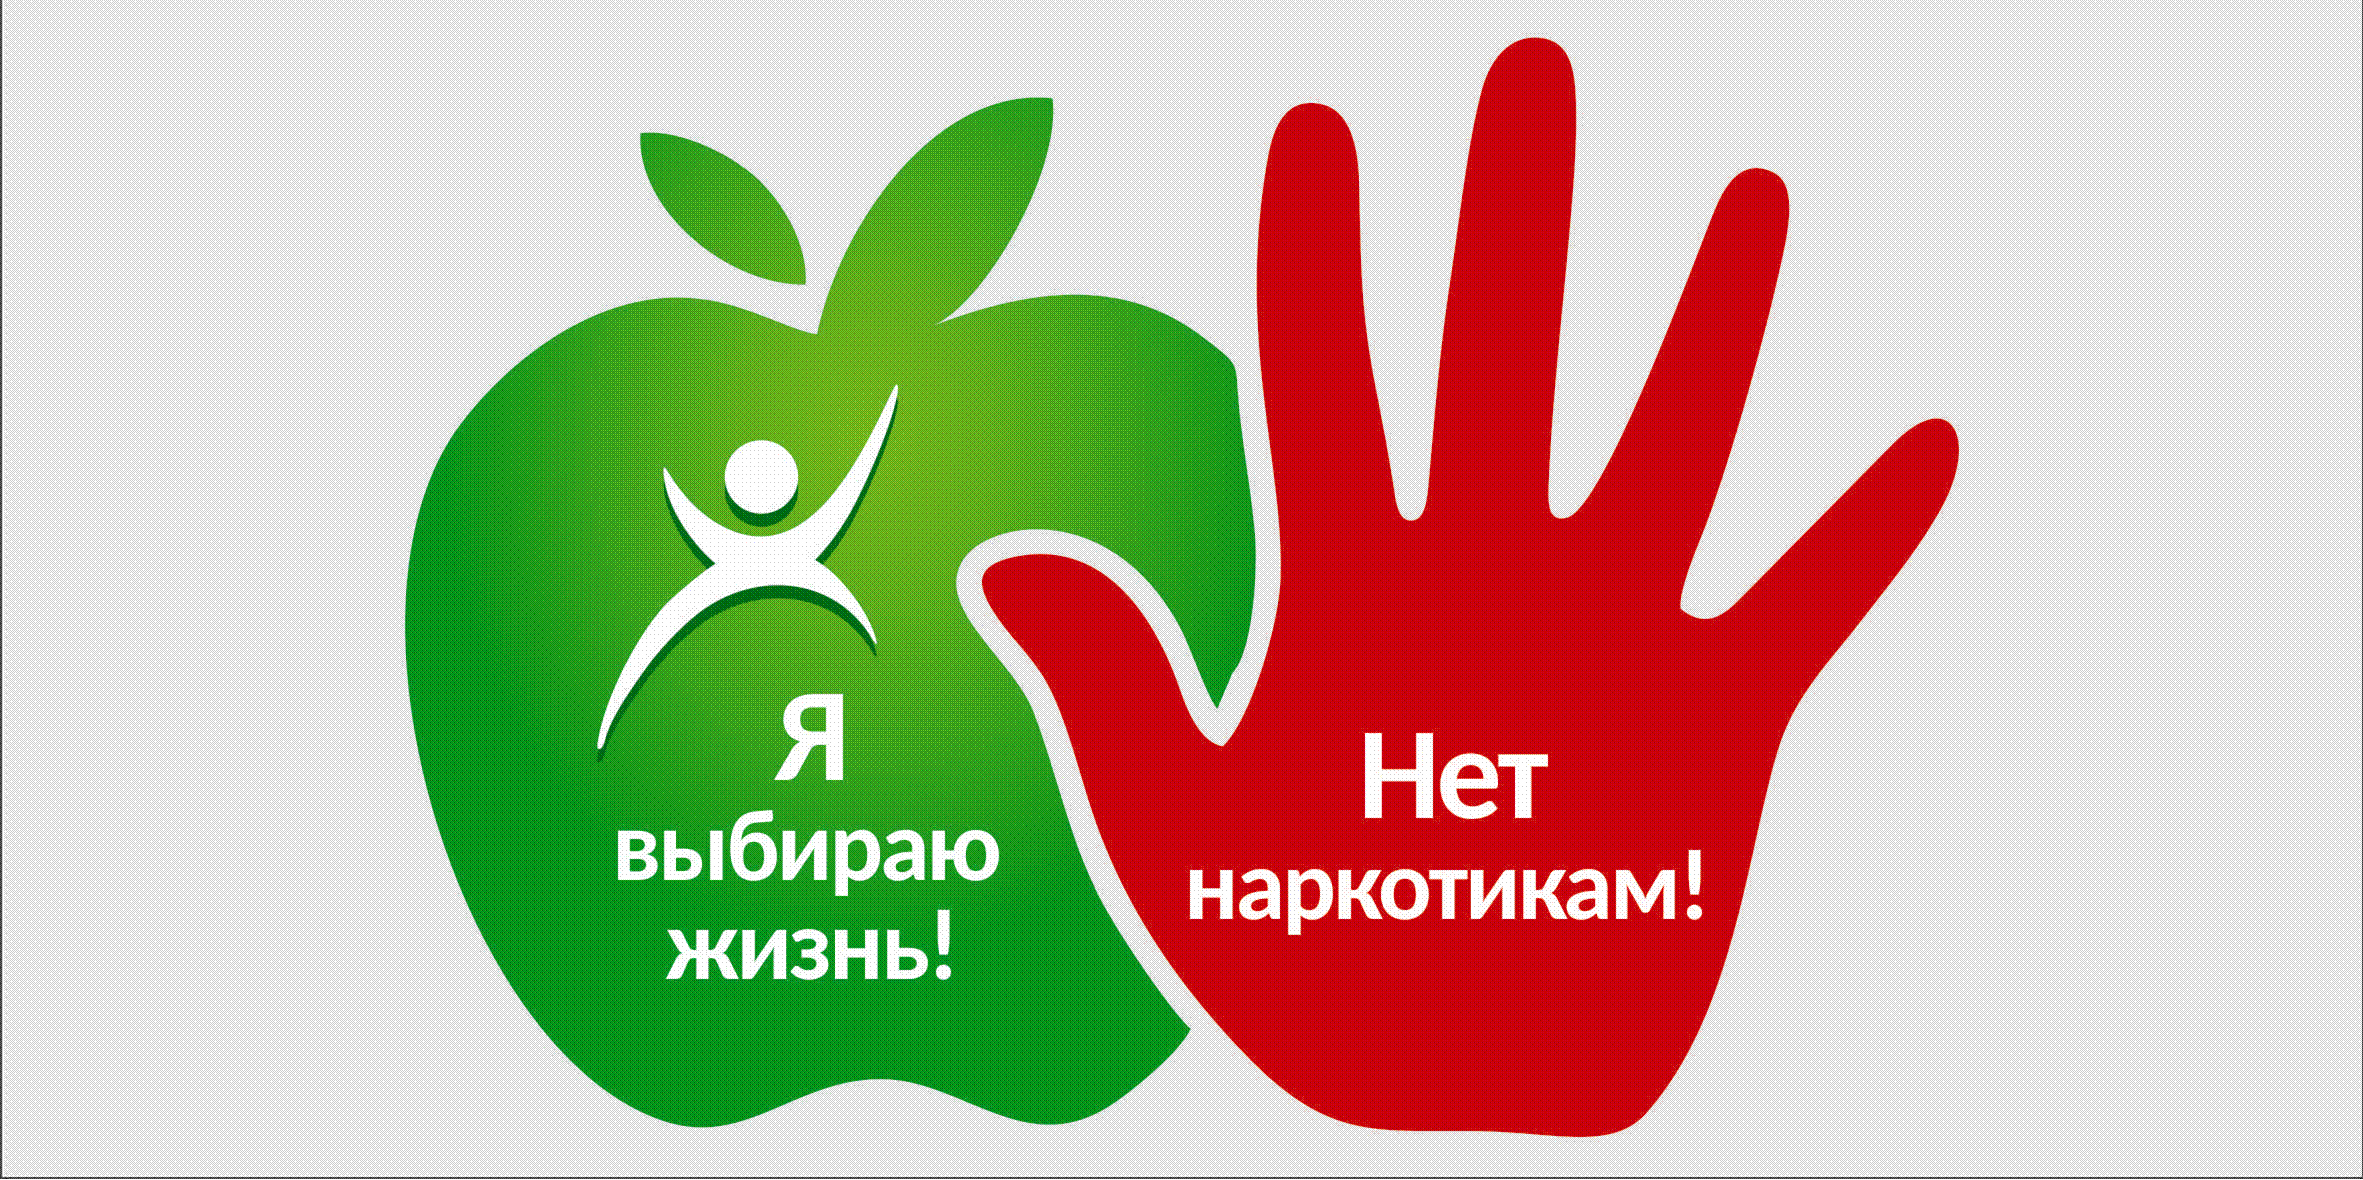 Я
выбираю
жизнь!
Нет
наркотикам!